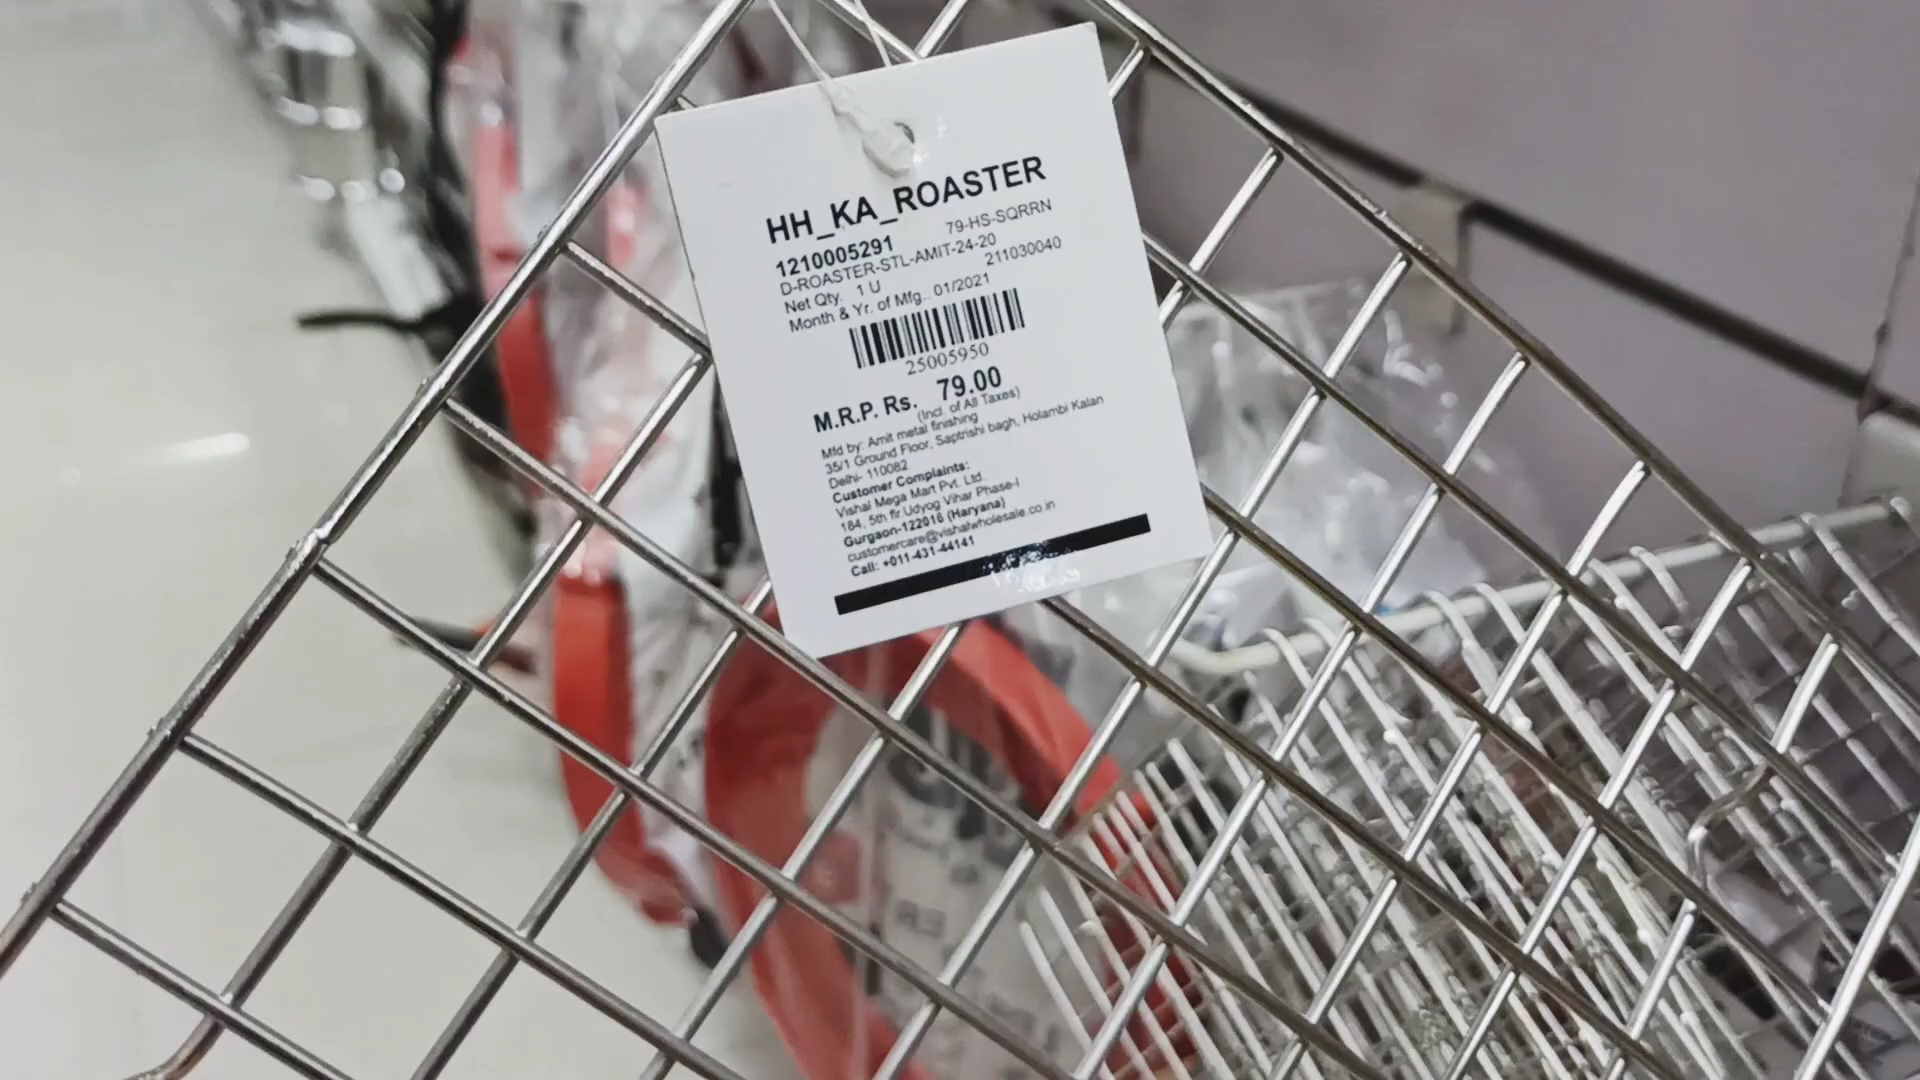 HH_KA_ROASTER
1210005291 79-HS-SQRRN
D-ROASTER-STL-AMIT-24-20
Net Qty. 1 U 211030040
Month & Yr. of Mfg.. 01/2021
25005950
M.R.P. Rs. 79.00
(Incl. of All Taxes)
Mfd by: Amit metal finishing
35/1 Ground Floor, Saptrishi bagh, Holambi Kalan
Delhi- 110082
Customer Complaints:
Vishal Mega Mart Pvt. Ltd.
184, 5th flr.Udyog Vihar Phase-I
Gurgaon-122016 (Haryana)
customercare@vishalwholesale.co.in
Call: +011-431-44141